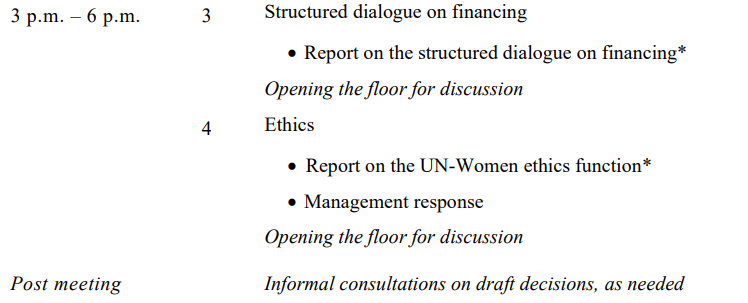 3 p.m. – 6 p.m. 3 Structured dialogue on financing
• Report on the structured dialogue on financing*
Opening the floor for discussion
4 Ethics
• Report on the UN-Women ethics function*
• Management response
Opening the floor for discussion
Post meeting Informal consultations on draft decisions, as needed